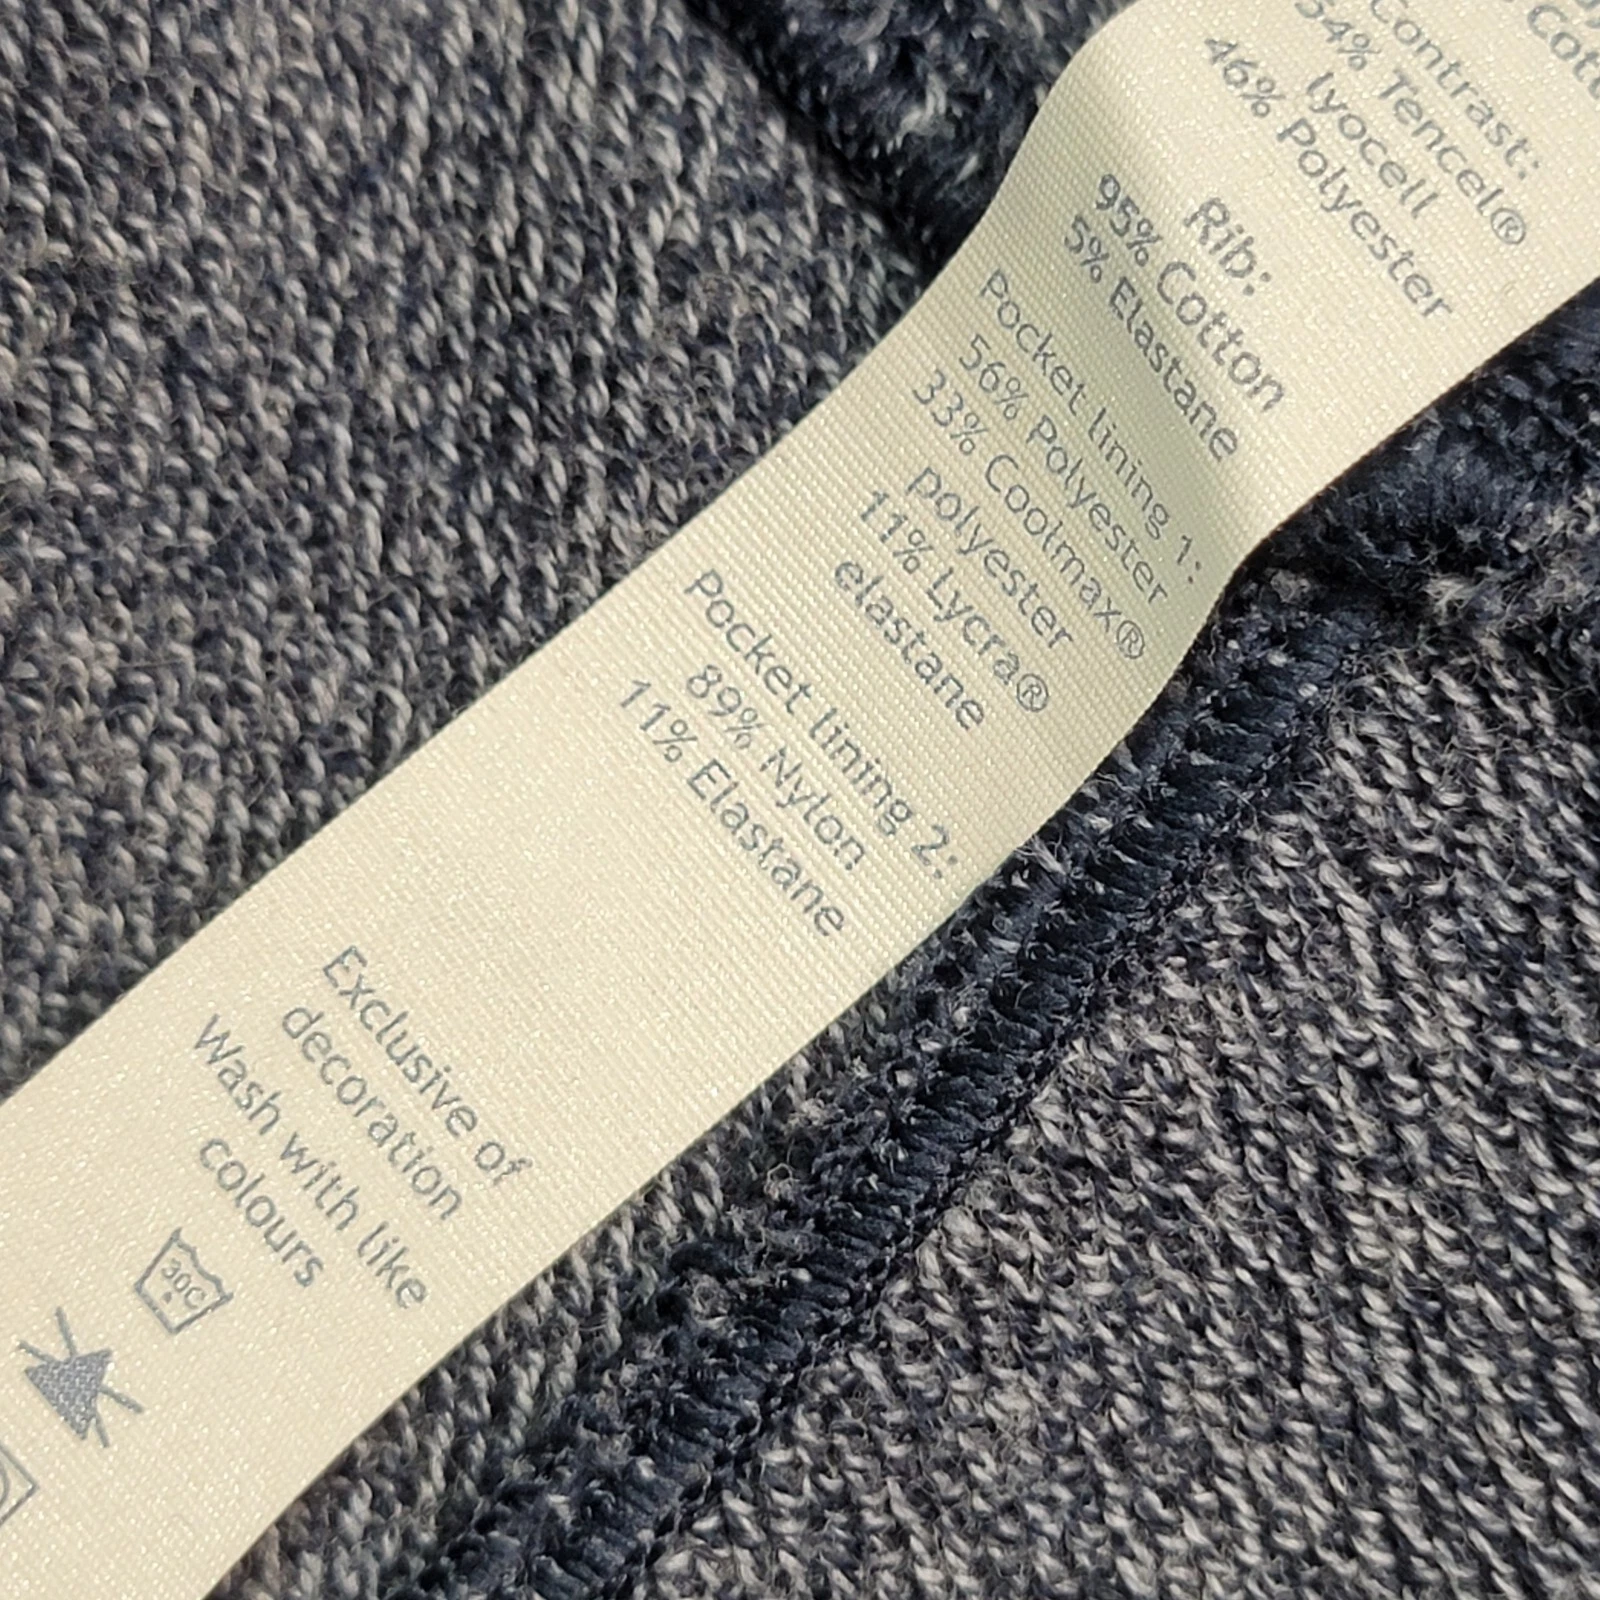 Contrast:
54% Tencel®
lyocell
46% Polyester
Rib:
95% Cotton
5% Elastane
Pocket lining 1:
56% Polyester
33% Coolmax®
polyester
11% Lycra®
elastane
Pocket lining 2:
89% Nylon
11% Elastane
Exclusive of
decoration
Wash with like
colours
30C